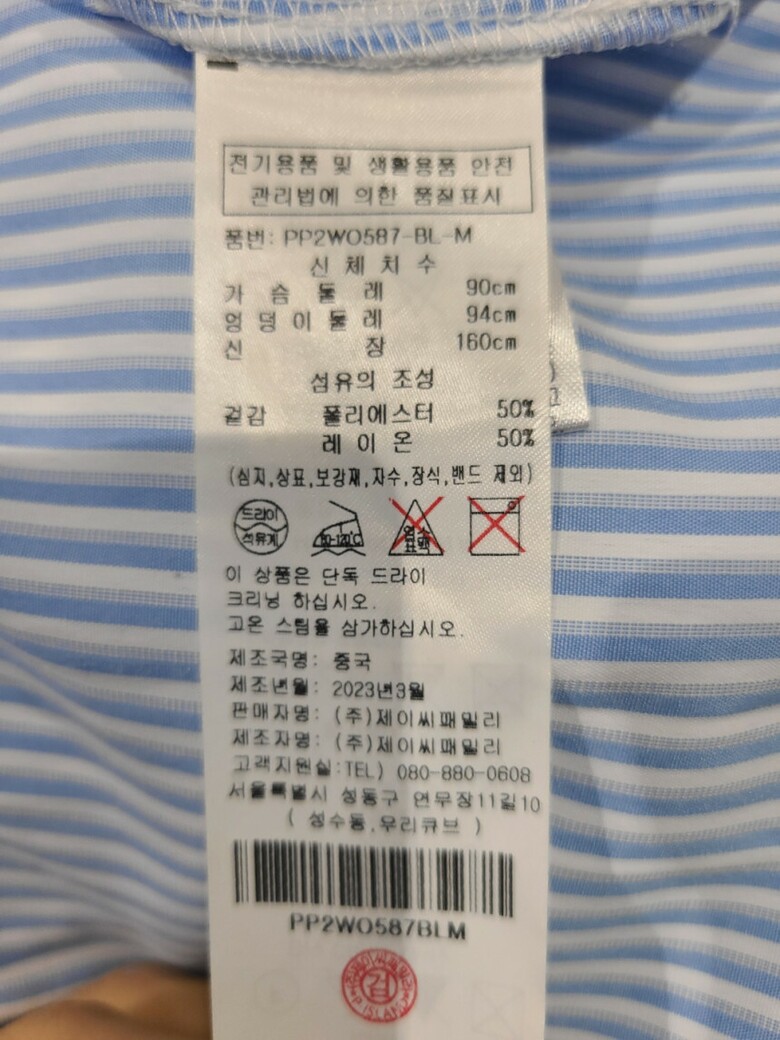 전기용품 및 생활용품 안전
관리법에 의한 품질표시
품번: PP2WO587-BL-M
신 체 치 수
가 슴 둘 레 90cm
엉 덩 이 둘 레 94cm
신 장 160cm
섬유의 조성
겉감 폴리에스터 50%
레 이 온 50%
(심지,상표,보강재,자수,장식,밴드 제외)
드라이
석유계
80-120℃
염소
표백
이 상품은 단독 드라이
크리닝 하십시오.
고온 스팀을 삼가하십시오.
제조국명: 중국
제조년월: 2023년3월
판매자명: (주)제이씨패밀리
제조자명: (주)제이씨패밀리
고객지원실:TEL) 080-880-0608
서울특별시 성동구 연무장11길10
( 성수동,우리큐브 )
PP2WO587BLM
검